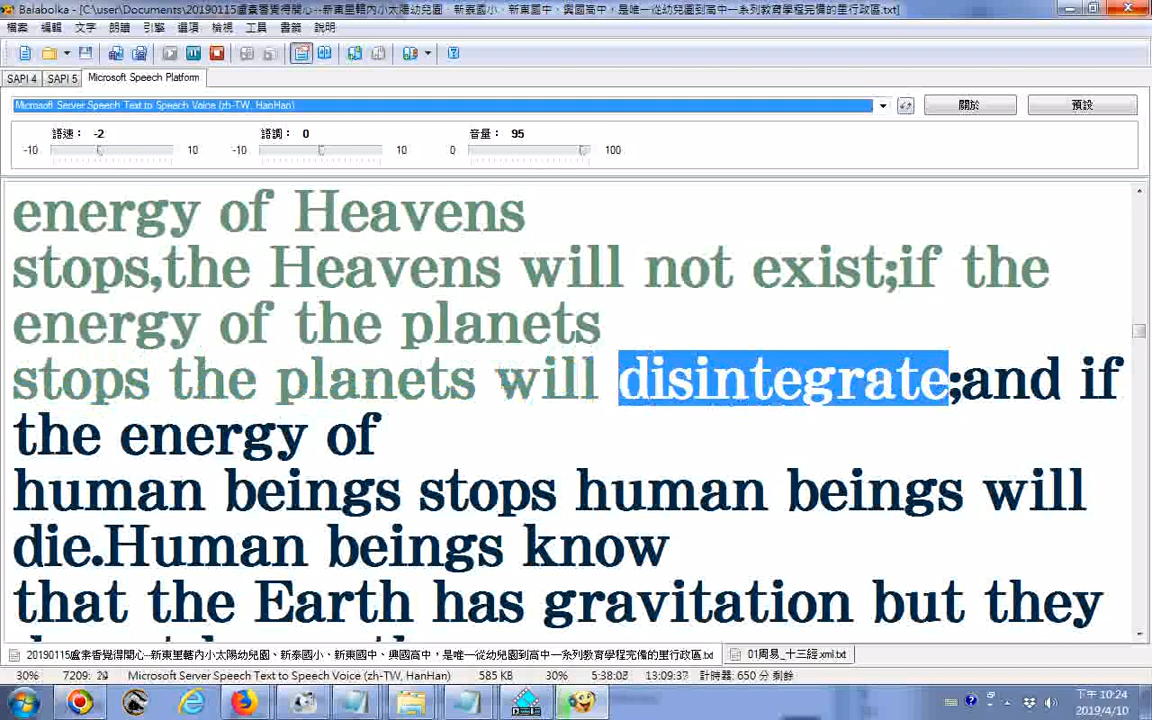 Balabolka - [C:\user\Documents\20190115盧素香覺得開心--新東里轄內小太陽幼兒園、新泰國小、新東國中、興國高中，是唯一從幼兒園到高中一系列教育學程完備的里行政區.txt]
檔案 編輯 文字 朗讀 引擎 選項 檢視 工具 書籤 說明
SAPI 4 SAPI 5 Microsoft Speech Platform
Microsoft Server Speech Text to Speech Voice (zh-TW, HanHan) 關於 預設
語速： -2 語調： 0 音量： 95
-10 10 -10 10 0 100
energy of Heavens
stops,the Heavens will not exist;if the
energy of the planets
stops the planets will disintegrate;and if
the energy of
human beings stops human beings will
die.Human beings know
that the Earth has gravitation but they
20190115盧素香覺得開心--新東里轄內小太陽幼兒園、新泰國小、新東國中、興國高中，是唯一從幼兒園到高中一系列教育學程完備的里行政區.txt 01周易_十三經.xml.txt
30% 7209: Microsoft Server Speech Text to Speech Voice (zh-TW, HanHan) 585 KB 30% 5:38:03 13:09:37 計時器: 650 分 剩餘
下午 10:24
2019/4/10